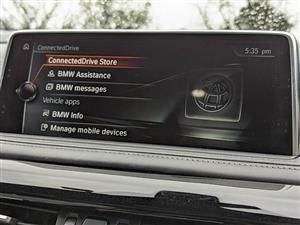 ConnectedDrive
5:35 pm
ConnectedDrive Store
BMW Assistance
BMW messages
Vehicle apps
BMW Info
Manage mobile devices